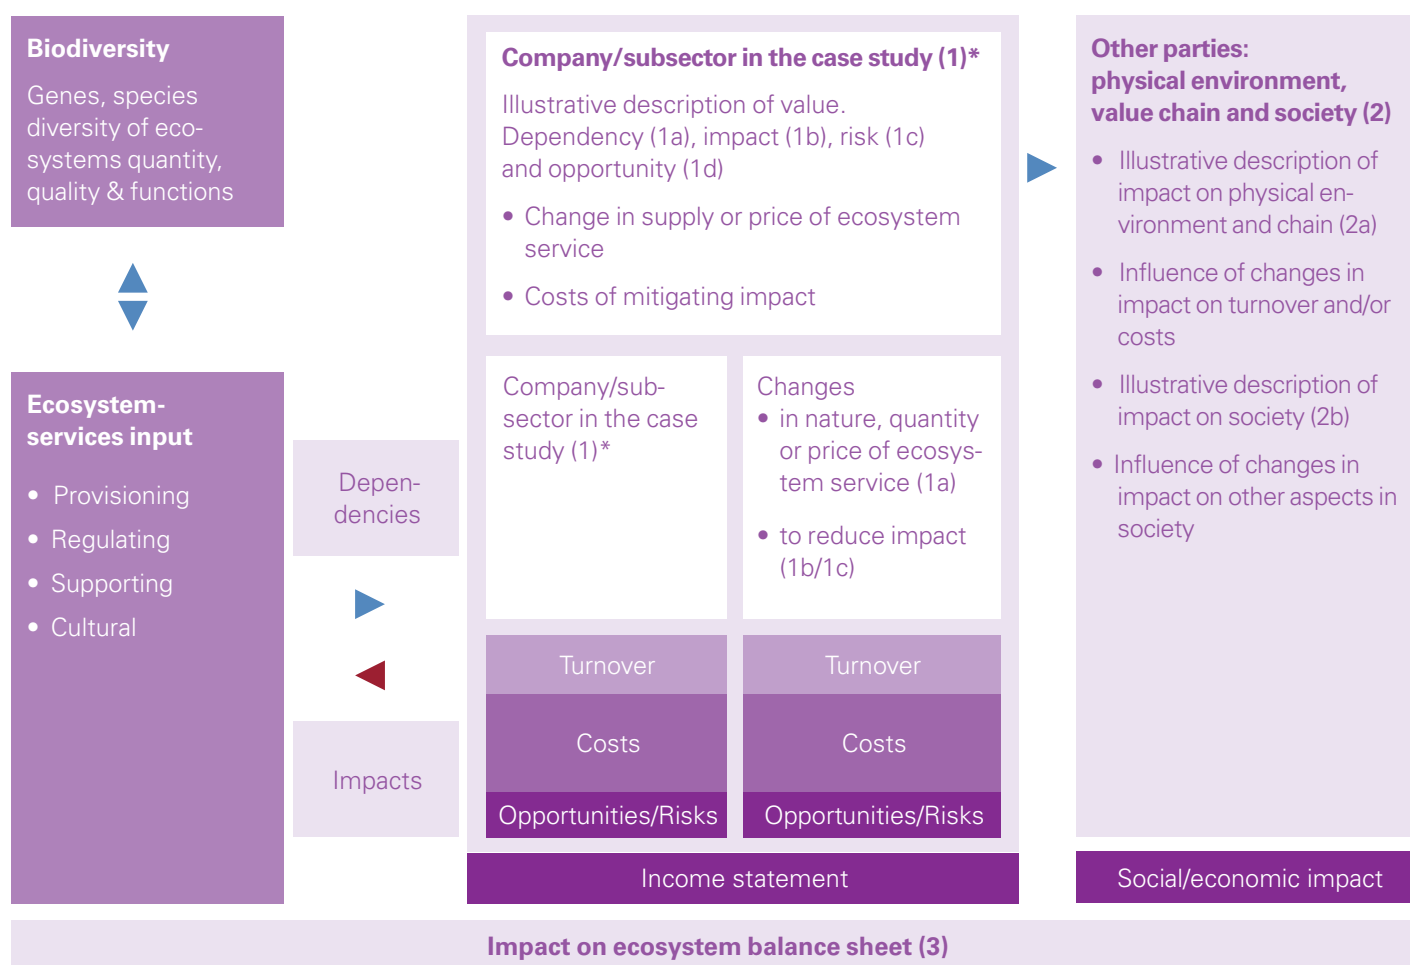 Biodiversity
Genes, species
diversity of eco-
systems quantity,
quality & functions
Ecosystem-
services input
• Provisioning
• Regulating
• Supporting
• Cultural
Depen-
dencies
Impacts
Company/subsector in the case study (1)*
Illustrative description of value.
Dependency (1a), impact (1b), risk (1c)
and opportunity (1d)
• Change in supply or price of ecosystem
service
• Costs of mitigating impact
Company/sub-
sector in the case
study (1)*
Turnover
Costs
Opportunities/Risks
Changes
• in nature, quantity
or price of ecosys-
tem service (1a)
• to reduce impact
(1b/1c)
Turnover
Costs
Opportunities/Risks
Income statement
Other parties:
physical environment,
value chain and society (2)
• Illustrative description of
impact on physical en-
vironment and chain (2a)
• Influence of changes in
impact on turnover and/or
costs
• Illustrative description of
impact on society (2b)
• Influence of changes in
impact on other aspects in
society
Social/economic impact
Impact on ecosystem balance sheet (3)